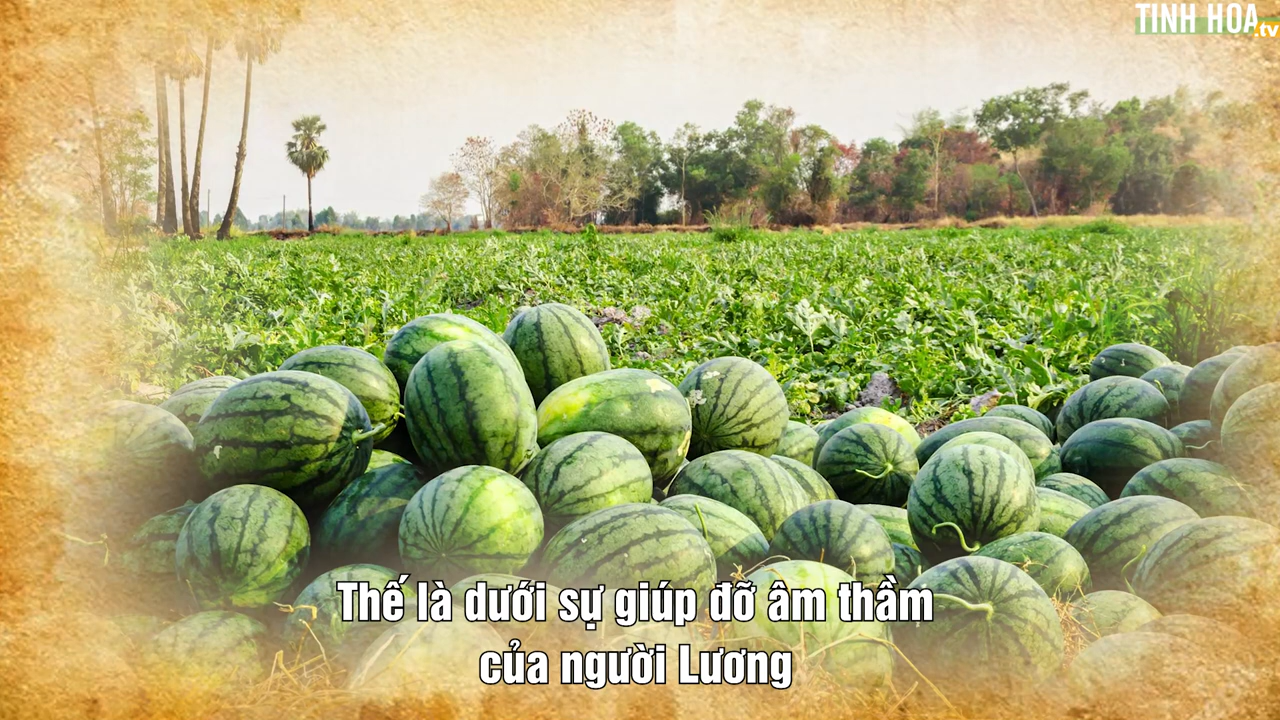 TINH HOA.tv
Thế là dưới sự giúp đỡ âm thầm
của người Lương